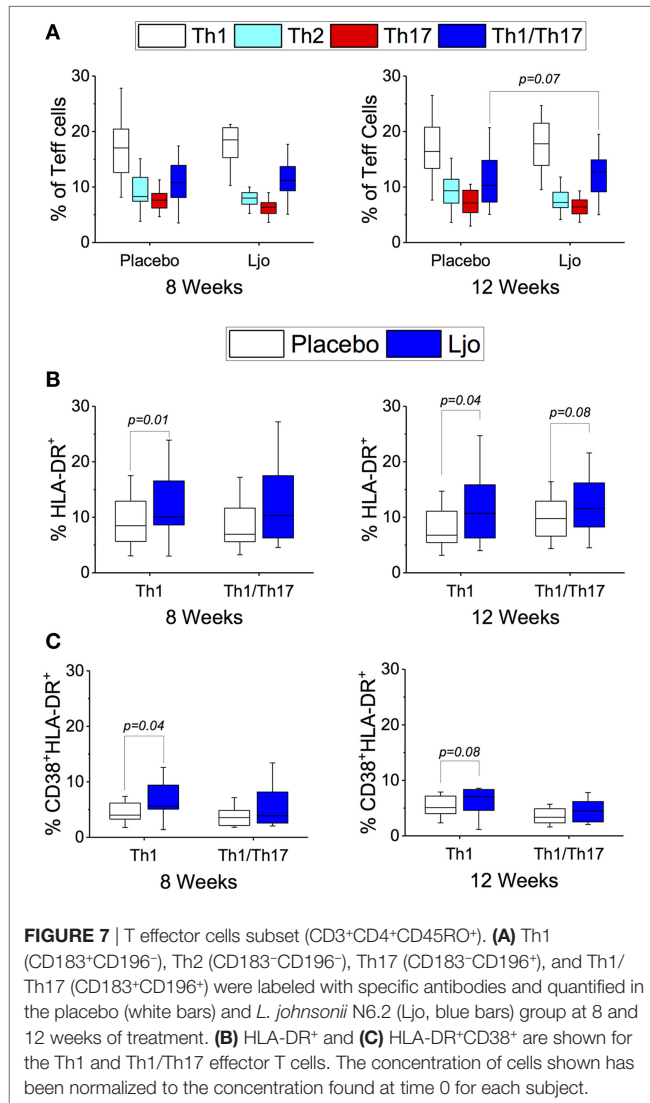 A
Th1 Th2 Th17 Th1/Th17
30
20
10
0
% of Teff cells
Placebo Ljo
8 Weeks
p=0.07
30
20
10
0
% of Teff Cells
Placebo Ljo
12 Weeks
Placebo Ljo
B
p=0.01
30
20
10
0
% HLA-DR⁺
Th1 Th1/Th17
8 Weeks
p=0.04
p=0.08
30
20
10
0
% HLA-DR⁺
Th1 Th1/Th17
12 Weeks
C
p=0.04
30
20
10
0
% CD38⁺HLA-DR⁺
Th1 Th1/Th17
8 Weeks
p=0.08
30
20
10
0
% CD38⁺HLA-DR⁺
Th1 Th1/Th17
12 Weeks
FIGURE 7 | T effector cells subset (CD3⁺CD4⁺CD45RO⁺). (A) Th1
(CD183⁺CD196⁻), Th2 (CD183⁻CD196⁻), Th17 (CD183⁻CD196⁺), and Th1/
Th17 (CD183⁺CD196⁺) were labeled with specific antibodies and quantified in
the placebo (white bars) and L. johnsonii N6.2 (Ljo, blue bars) group at 8 and
12 weeks of treatment. (B) HLA-DR⁺ and (C) HLA-DR⁺CD38⁺ are shown for
the Th1 and Th1/Th17 effector T cells. The concentration of cells shown has
been normalized to the concentration found at time 0 for each subject.